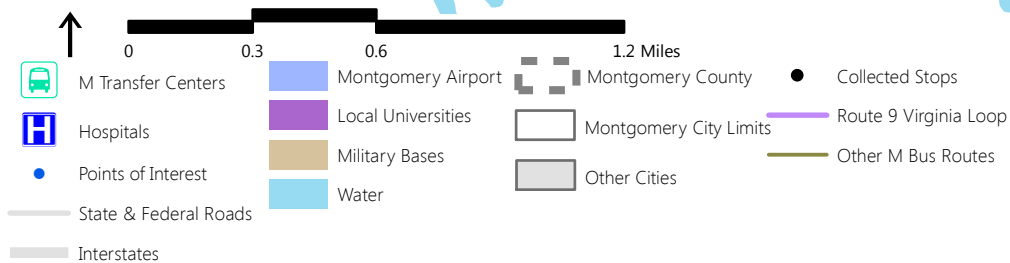 0 0.3 0.6 1.2 Miles
M Transfer Centers
H Hospitals
Points of Interest
State & Federal Roads
Interstates
Montgomery Airport
Local Universities
Military Bases
Water
Montgomery County
Montgomery City Limits
Other Cities
Collected Stops
Route 9 Virginia Loop
Other M Bus Routes